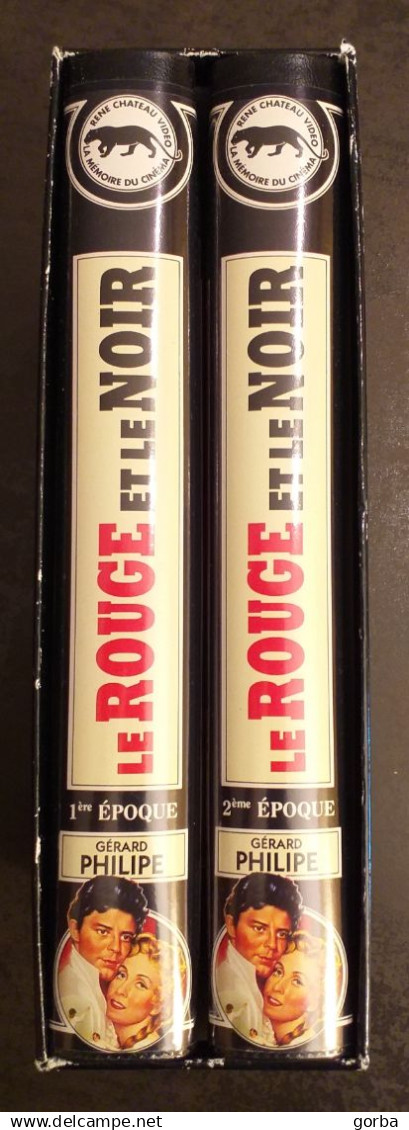 RENE CHATEAU VIDEO
LA MÉMOIRE DU CINÉMA
LE ROUGE ET LE NOIR
1ère ÉPOQUE
GÉRARD
PHILIPE
RENE CHATEAU VIDEO
LA MÉMOIRE DU CINÉMA
LE ROUGE ET LE NOIR
2ème ÉPOQUE
GÉRARD
PHILIPE
Delcampe.net
gorba